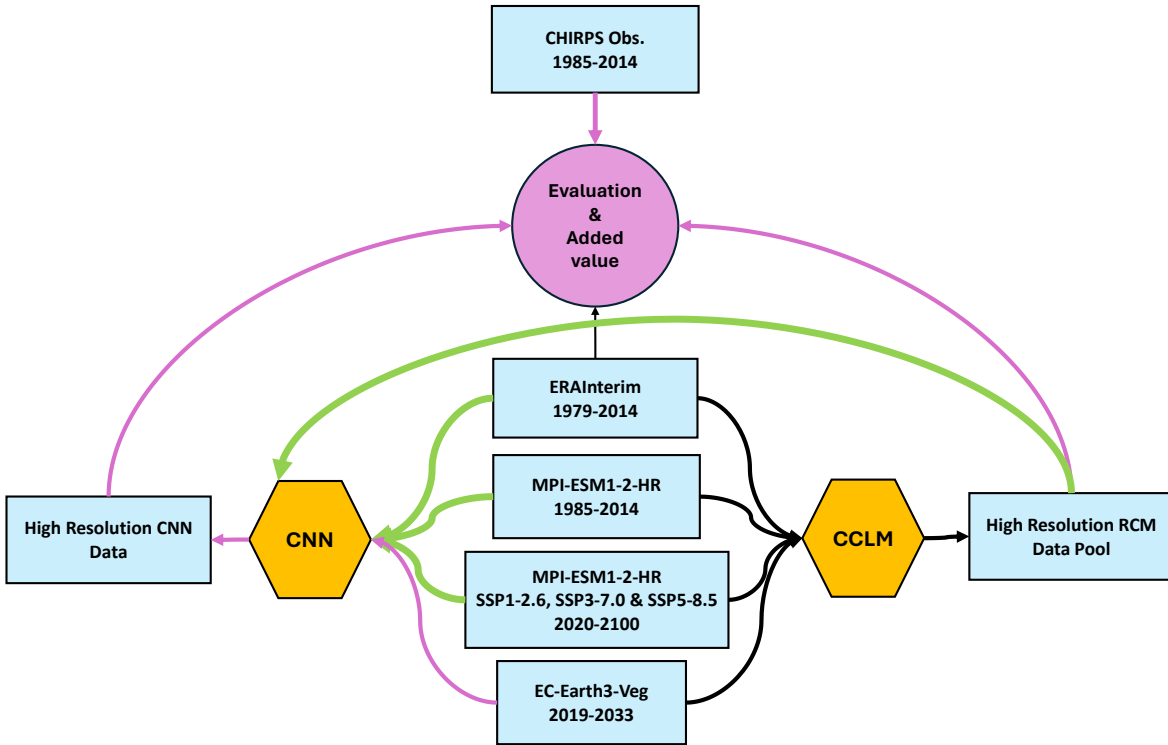 CHIRPS Obs.
1985-2014
Evaluation
&
Added
value
ERAInterim
1979-2014
MPI-ESM1-2-HR
1985-2014
High Resolution CNN
Data
CNN
CCLM
High Resolution RCM
Data Pool
MPI-ESM1-2-HR
SSP1-2.6, SSP3-7.0 & SSP5-8.5
2020-2100
EC-Earth3-Veg
2019-2033